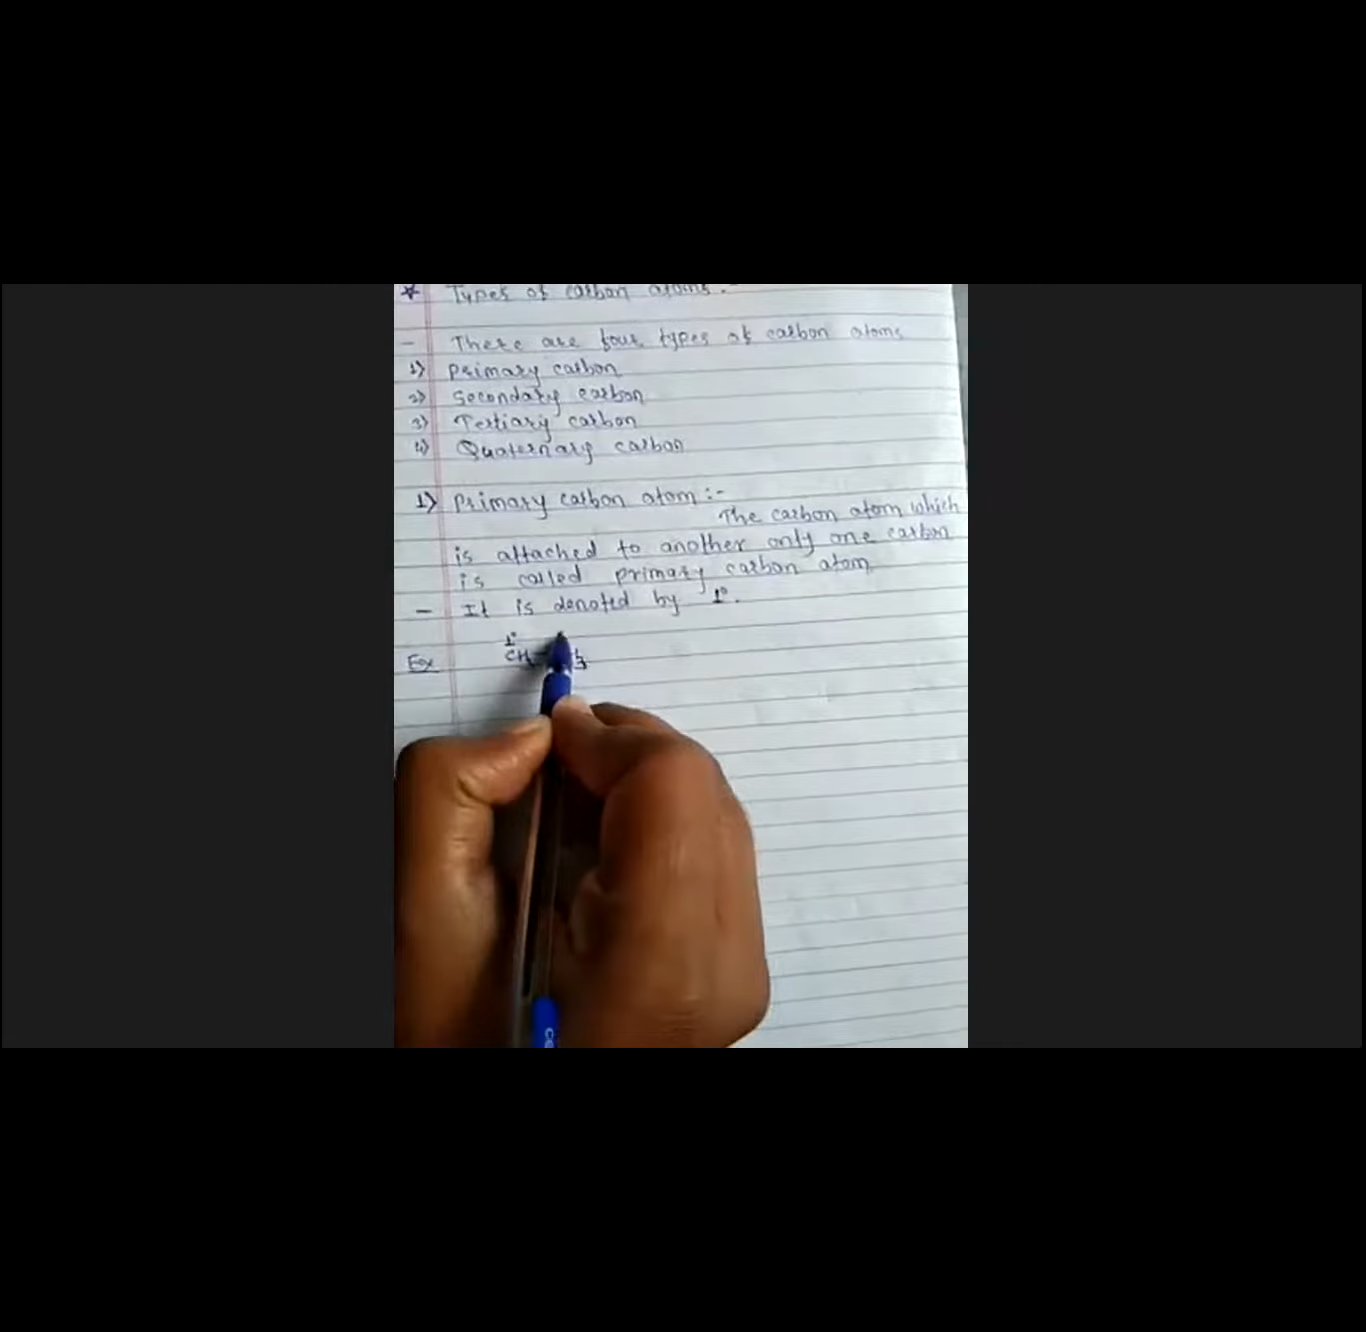 * Types of carbon atoms :-
- There are four types of carbon atoms
1) Primary carbon
2) Secondary carbon
3) Tertiary carbon
4) Quaternary carbon
1) Primary carbon atom :-
The carbon atom which
is attached to another only one carbon
is called primary carbon atom
- It is denoted by 1°.
1°
Ex CH3 -